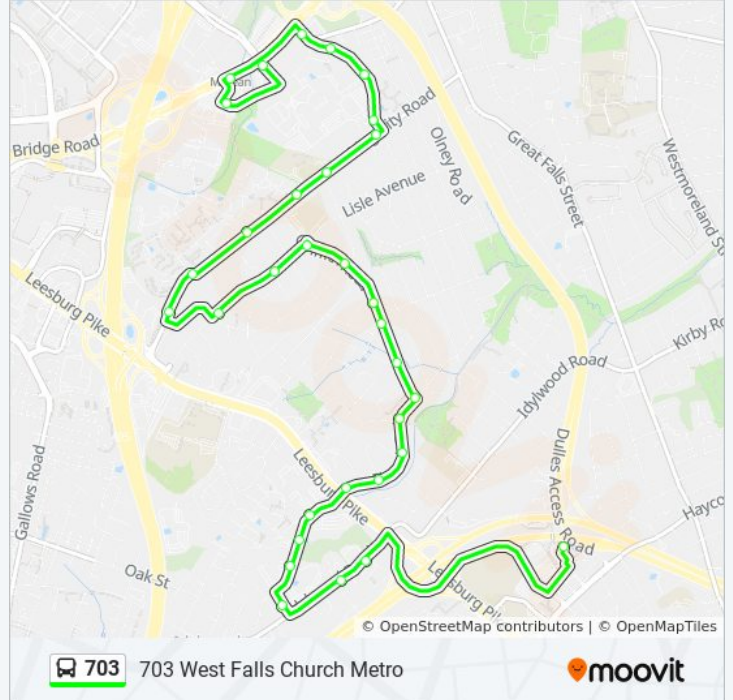 Bridge Road
Olney Road
Great Falls Street
Westmoreland St
Lisle Avenue
Leesburg Pike
Kirby Ro
Idylwood Road
Gallows Road
Leesburg Pike
Dulles Access Road
Hayco
Oak St
Leesburg Pi
© OpenStreetMap contributors | © OpenMapTiles
703 703 West Falls Church Metro
moovit